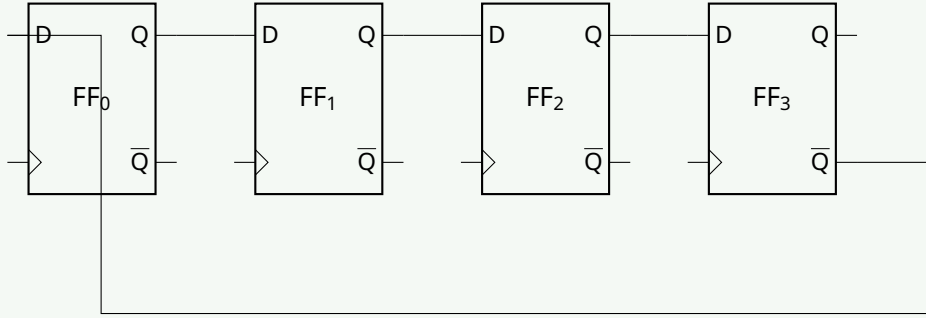 D Q D Q D Q D Q
FF₀ FF₁ FF₂ FF₃
Q̅ Q̅ Q̅ Q̅